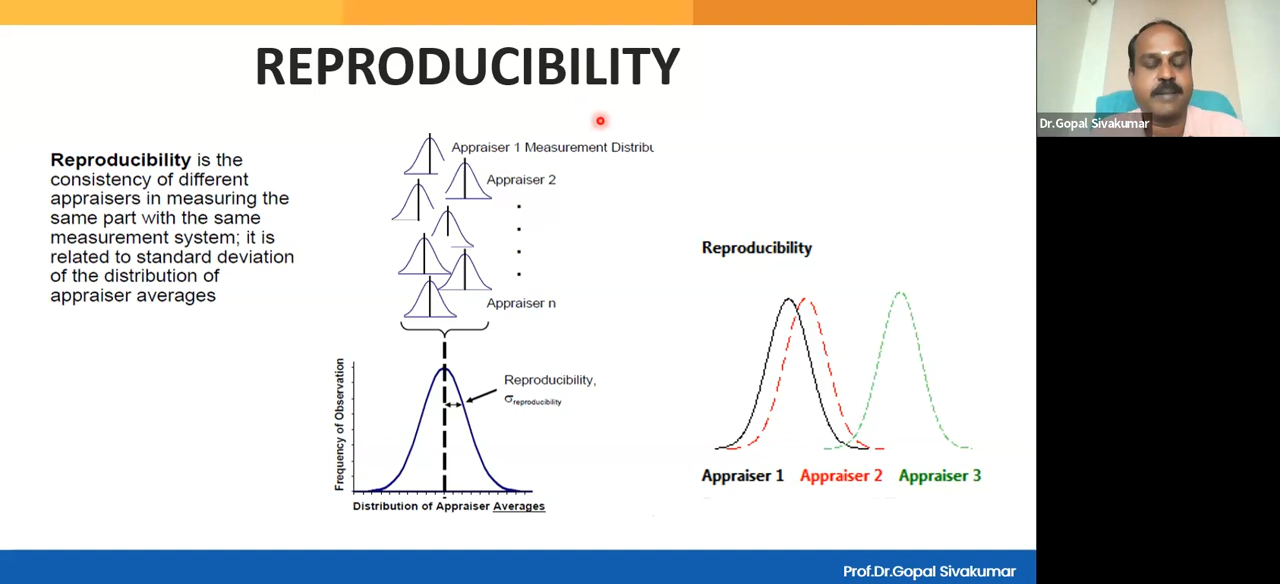 REPRODUCIBILITY
Reproducibility is the
consistency of different
appraisers in measuring the
same part with the same
measurement system; it is
related to standard deviation
of the distribution of
appraiser averages
Appraiser 1 Measurement Distribu
Appraiser 2
Appraiser n
Frequency of Observation
Reproducibility,
σreproducibility
Distribution of Appraiser Averages
Reproducibility
Appraiser 1 Appraiser 2 Appraiser 3
Prof.Dr.Gopal Sivakumar
Dr.Gopal Sivakumar